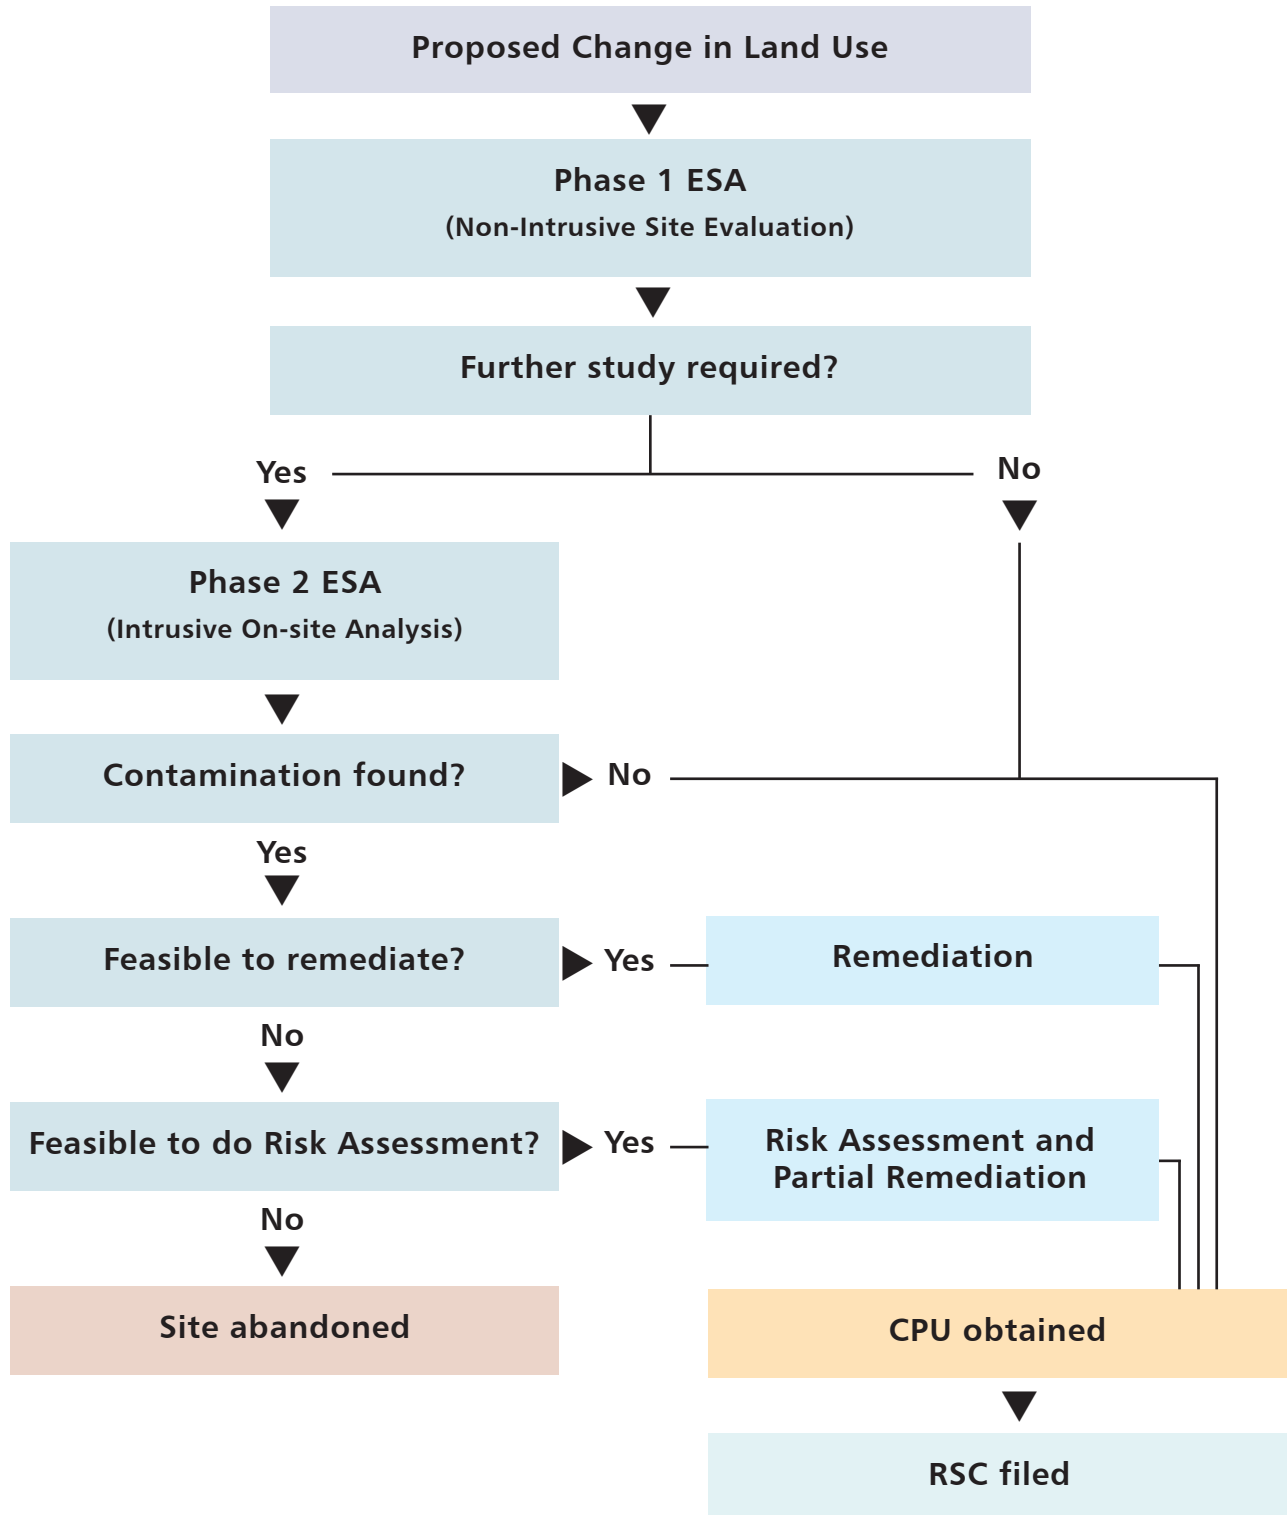 Proposed Change in Land Use
Phase 1 ESA
(Non-Intrusive Site Evaluation)
Further study required?
Yes
No
Phase 2 ESA
(Intrusive On-site Analysis)
Contamination found?
No
Yes
Feasible to remediate?
Yes
Remediation
No
Feasible to do Risk Assessment?
Yes
Risk Assessment and
Partial Remediation
No
Site abandoned
CPU obtained
RSC filed